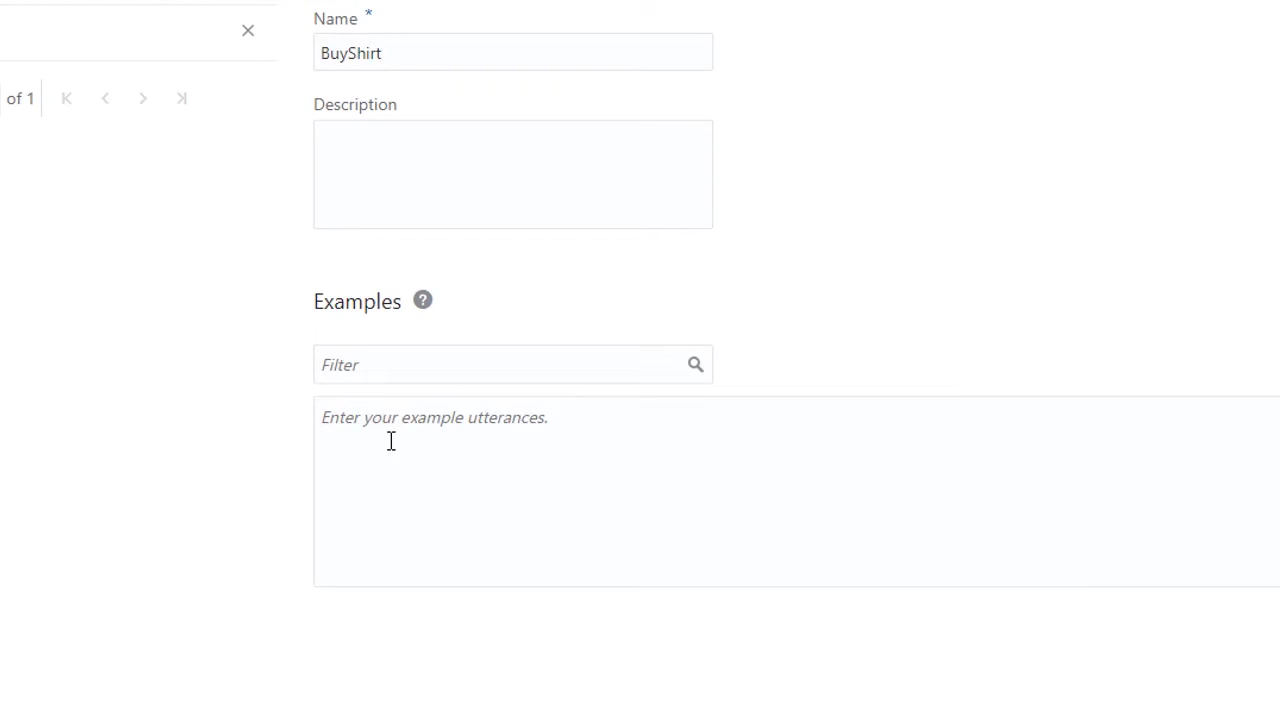 Name *
BuyShirt
of 1
Description
Examples ?
Filter
Enter your example utterances.